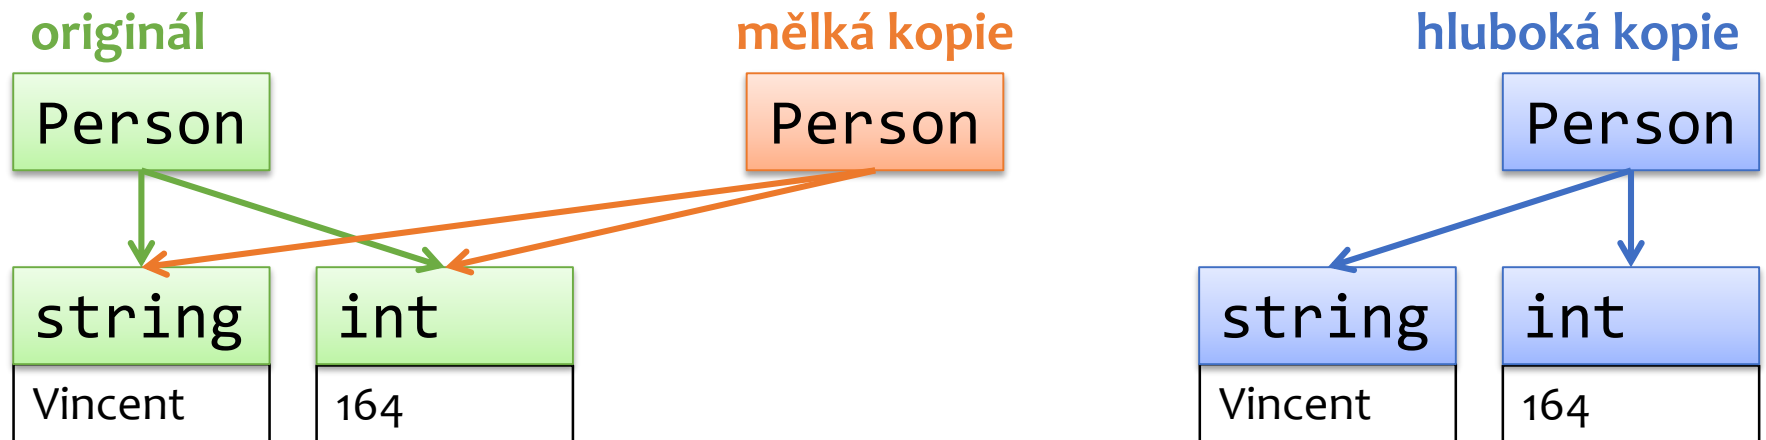 originál
mělká kopie
hluboká kopie
Person
Person
Person
string
int
string
int
Vincent
164
Vincent
164